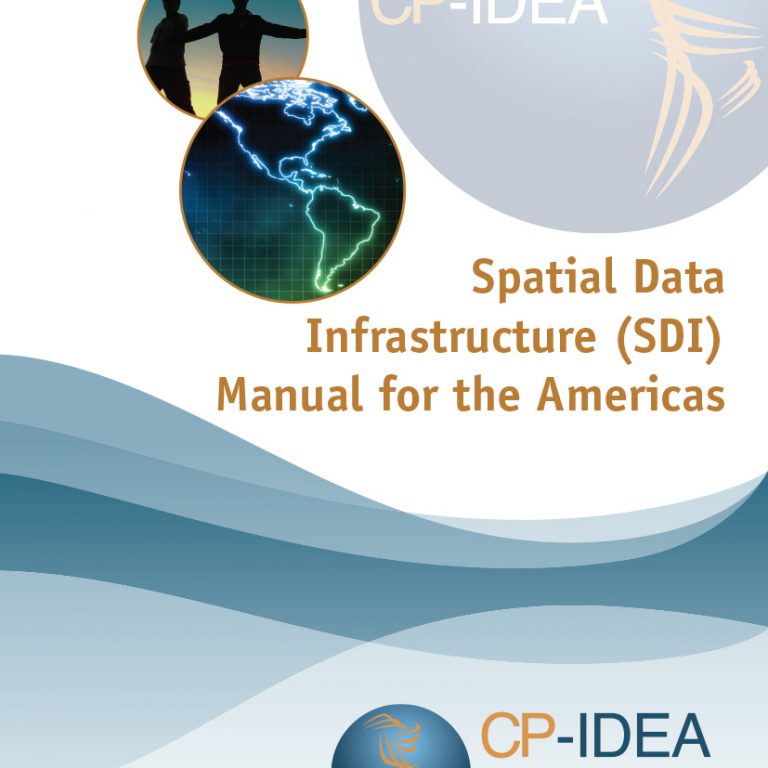 CP-IDEA
Spatial Data
Infrastructure (SDI)
Manual for the Americas
CP-IDEA